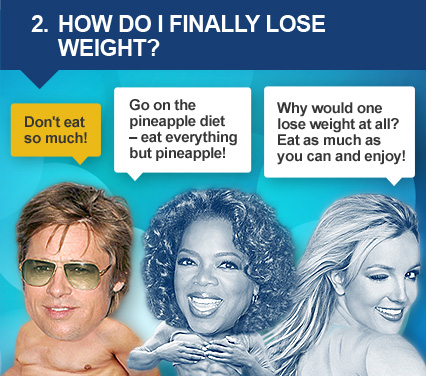 2. HOW DO I FINALLY LOSE
WEIGHT?
Don't eat
so much!
Go on the
pineapple diet
– eat everything
but pineapple!
Why would one
lose weight at all?
Eat as much as
you can and enjoy!